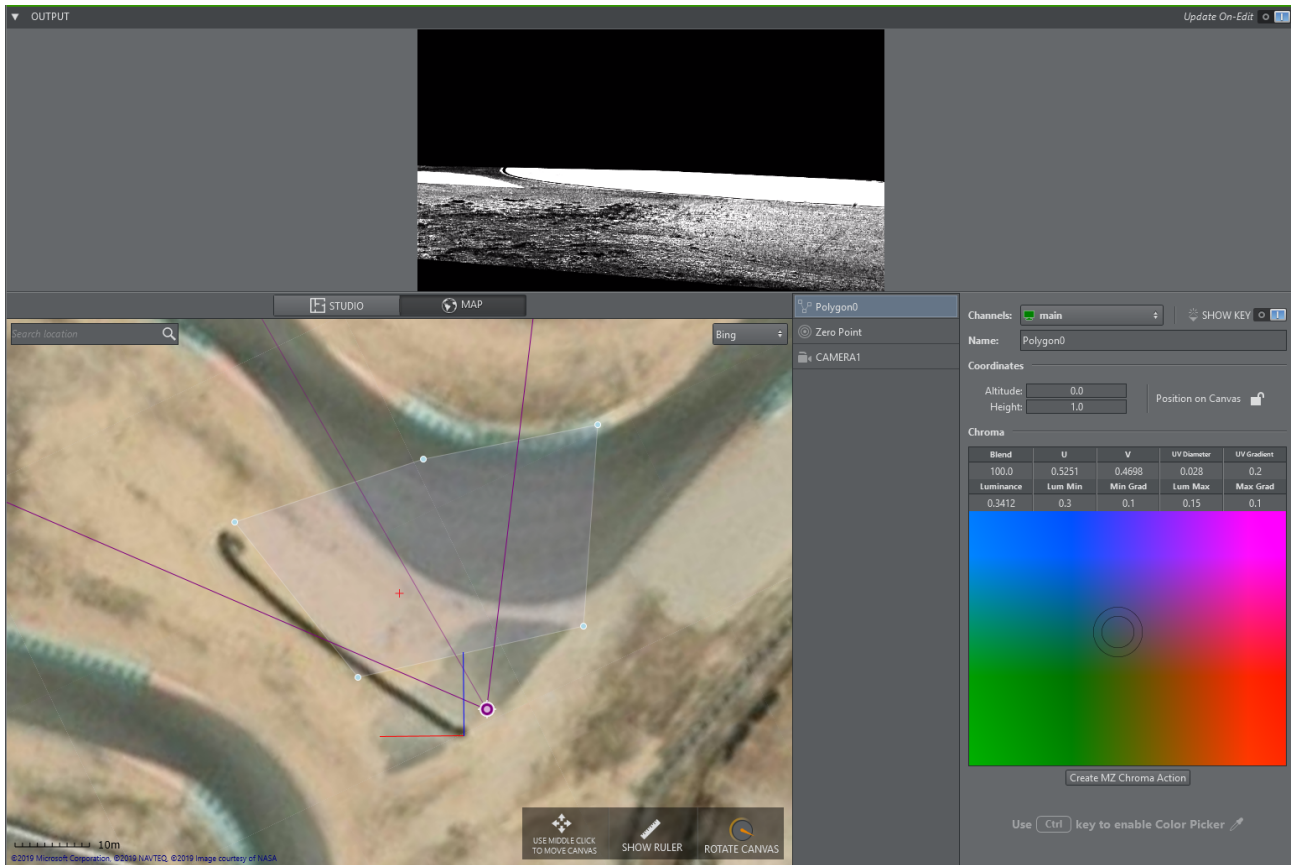 OUTPUT
Update On-Edit
STUDIO
MAP
Search location
Bing
Polygon0
Zero Point
CAMERA1
Channels: main
SHOW KEY
Name: Polygon0
Coordinates
Altitude: 0.0
Height: 1.0
Position on Canvas
Chroma
Blend U V UV Diameter UV Gradient
100.0 0.5251 0.4698 0.028 0.2
Luminance Lum Min Min Grad Lum Max Max Grad
0.3412 0.3 0.1 0.15 0.1
Create MZ Chroma Action
Use Ctrl key to enable Color Picker
USE MIDDLE CLICK
TO MOVE CANVAS
SHOW RULER
ROTATE CANVAS
10m
©2019 Microsoft Corporation, ©2019 NAVTEQ, ©2019 Image courtesy of NASA